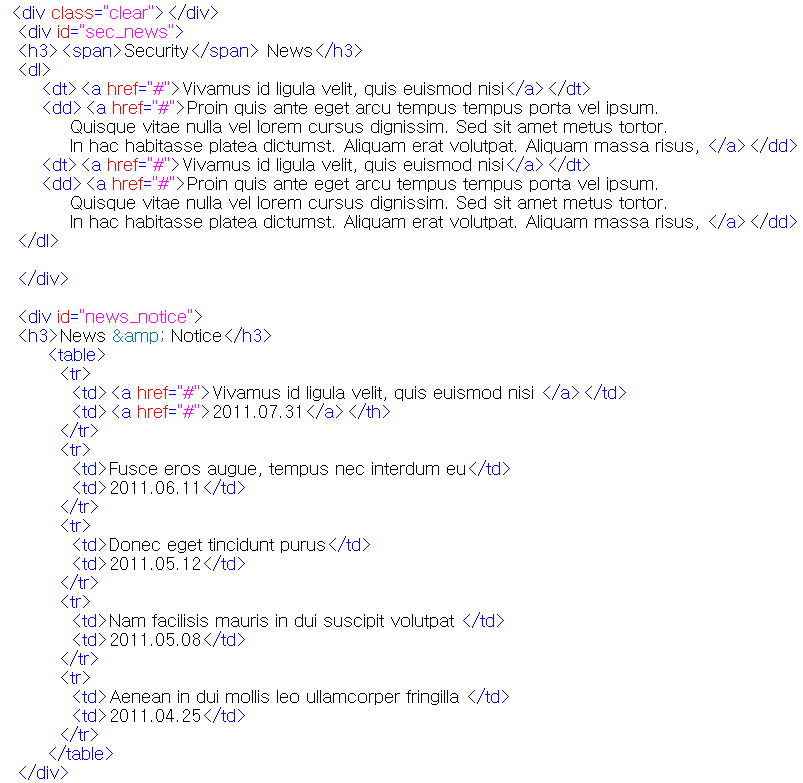 <div class="clear"></div>
<div id="sec_news">
<h3><span>Security</span> News</h3>
<dl>
<dt><a href="#">Vivamus id ligula velit, quis euismod nisi</a></dt>
<dd><a href="#">Proin quis ante eget arcu tempus tempus porta vel ipsum.
Quisque vitae nulla vel lorem cursus dignissim. Sed sit amet metus tortor.
In hac habitasse platea dictumst. Aliquam erat volutpat. Aliquam massa risus, </a></dd>
<dt><a href="#">Vivamus id ligula velit, quis euismod nisi</a></dt>
<dd><a href="#">Proin quis ante eget arcu tempus tempus porta vel ipsum.
Quisque vitae nulla vel lorem cursus dignissim. Sed sit amet metus tortor.
In hac habitasse platea dictumst. Aliquam erat volutpat. Aliquam massa risus, </a></dd>
</dl>
</div>
<div id="news_notice">
<h3>News &amp; Notice</h3>
<table>
<tr>
<td><a href="#">Vivamus id ligula velit, quis euismod nisi </a></td>
<td><a href="#">2011.07.31</a></th>
</tr>
<tr>
<td>Fusce eros augue, tempus nec interdum eu</td>
<td>2011.06.11</td>
</tr>
<tr>
<td>Donec eget tincidunt purus</td>
<td>2011.05.12</td>
</tr>
<tr>
<td>Nam facilisis mauris in dui suscipit volutpat </td>
<td>2011.05.08</td>
</tr>
<tr>
<td>Aenean in dui mollis leo ullamcorper fringilla </td>
<td>2011.04.25</td>
</tr>
</table>
</div>